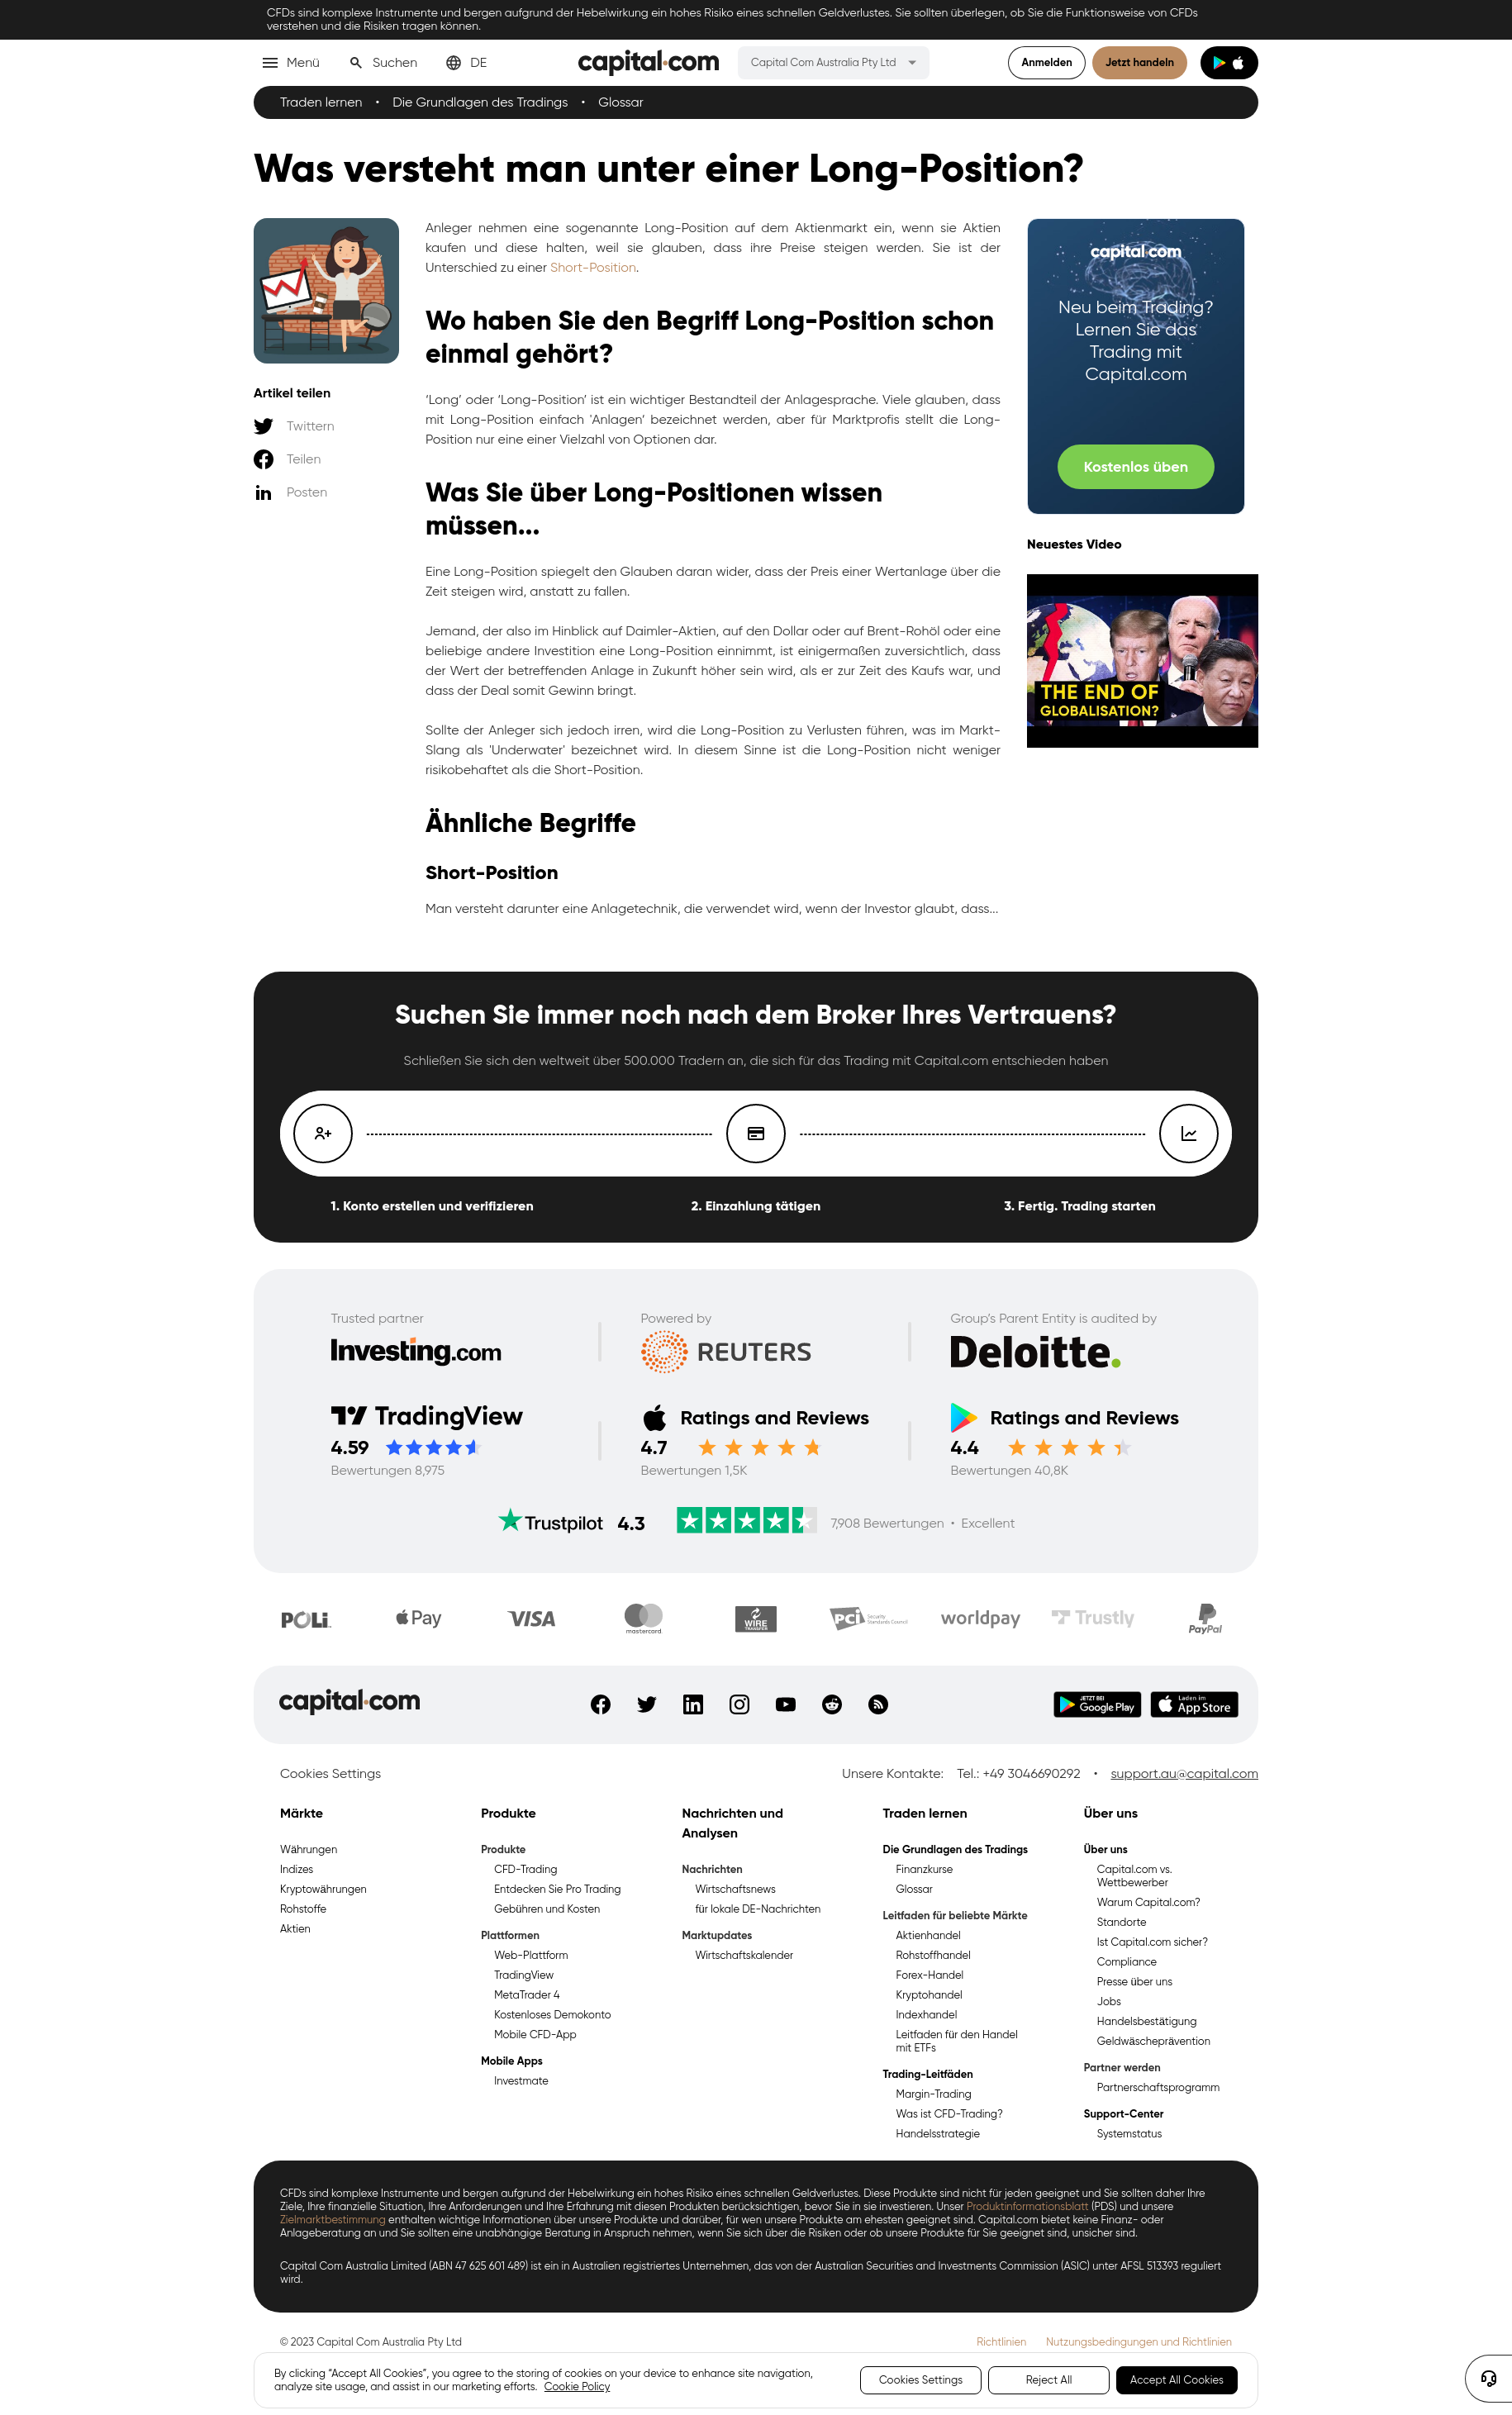 CFDs sind komplexe Instrumente und bergen aufgrund der Hebelwirkung ein hohes Risiko eines schnellen Geldverlustes. Sie sollten überlegen, ob Sie die Funktionsweise von CFDs
verstehen und die Risiken tragen können.
Menü
Suchen
DE
capital.com
Capital Com Australia Pty Ltd
Anmelden
Jetzt handeln
Traden lernen • Die Grundlagen des Tradings • Glossar
Was versteht man unter einer Long-Position?
Artikel teilen
Twittern
Teilen
Posten
Anleger nehmen eine sogenannte Long-Position auf dem Aktienmarkt ein, wenn sie Aktien
kaufen und diese halten, weil sie glauben, dass ihre Preise steigen werden. Sie ist der
Unterschied zu einer Short-Position.
Wo haben Sie den Begriff Long-Position schon
einmal gehört?
‘Long’ oder ‘Long-Position’ ist ein wichtiger Bestandteil der Anlagesprache. Viele glauben, dass
mit Long-Position einfach 'Anlagen' bezeichnet werden, aber für Marktprofis stellt die Long-
Position nur eine einer Vielzahl von Optionen dar.
Was Sie über Long-Positionen wissen
müssen...
Eine Long-Position spiegelt den Glauben daran wider, dass der Preis einer Wertanlage über die
Zeit steigen wird, anstatt zu fallen.
Jemand, der also im Hinblick auf Daimler-Aktien, auf den Dollar oder auf Brent-Rohöl oder eine
beliebige andere Investition eine Long-Position einnimmt, ist einigermaßen zuversichtlich, dass
der Wert der betreffenden Anlage in Zukunft höher sein wird, als er zur Zeit des Kaufs war, und
dass der Deal somit Gewinn bringt.
Sollte der Anleger sich jedoch irren, wird die Long-Position zu Verlusten führen, was im Markt-
Slang als 'Underwater' bezeichnet wird. In diesem Sinne ist die Long-Position nicht weniger
risikobehaftet als die Short-Position.
Ähnliche Begriffe
Short-Position
Man versteht darunter eine Anlagetechnik, die verwendet wird, wenn der Investor glaubt, dass...
capital.com
Neu beim Trading?
Lernen Sie das
Trading mit
Capital.com
Kostenlos üben
Neuestes Video
THE END OF
GLOBALISATION?
Suchen Sie immer noch nach dem Broker Ihres Vertrauens?
Schließen Sie sich den weltweit über 500.000 Tradern an, die sich für das Trading mit Capital.com entschieden haben
1. Konto erstellen und verifizieren
2. Einzahlung tätigen
3. Fertig. Trading starten
Trusted partner
Investing.com
Powered by
REUTERS
Group's Parent Entity is audited by
Deloitte.
TradingView
4.59
Bewertungen 8,975
Ratings and Reviews
4.7
Bewertungen 1,5K
Ratings and Reviews
4.4
Bewertungen 40,8K
Trustpilot 4.3 7,908 Bewertungen • Excellent
POLi
Pay
VISA
mastercard
WIRE
TRANSFER
PCI Security
Standards Council
worldpay
Trustly
PayPal
capital.com
JETZT BEI
Google Play
Laden im
App Store
Cookies Settings
Unsere Kontakte: Tel.: +49 3046690292 • support.au@capital.com
Märkte
Währungen
Indizes
Kryptowährungen
Rohstoffe
Aktien
Produkte
Produkte
CFD-Trading
Entdecken Sie Pro Trading
Gebühren und Kosten
Plattformen
Web-Plattform
TradingView
MetaTrader 4
Kostenloses Demokonto
Mobile CFD-App
Mobile Apps
Investmate
Nachrichten und
Analysen
Nachrichten
Wirtschaftsnews
für lokale DE-Nachrichten
Marktupdates
Wirtschaftskalender
Traden lernen
Die Grundlagen des Tradings
Finanzkurse
Glossar
Leitfaden für beliebte Märkte
Aktienhandel
Rohstoffhandel
Forex-Handel
Kryptohandel
Indexhandel
Leitfaden für den Handel
mit ETFs
Trading-Leitfäden
Margin-Trading
Was ist CFD-Trading?
Handelsstrategie
Über uns
Über uns
Capital.com vs.
Wettbewerber
Warum Capital.com?
Standorte
Ist Capital.com sicher?
Compliance
Presse über uns
Jobs
Handelsbestätigung
Geldwäscheprävention
Partner werden
Partnerschaftsprogramm
Support-Center
Systemstatus
CFDs sind komplexe Instrumente und bergen aufgrund der Hebelwirkung ein hohes Risiko eines schnellen Geldverlustes. Diese Produkte sind nicht für jeden geeignet und Sie sollten daher Ihre
Ziele, Ihre finanzielle Situation, Ihre Anforderungen und Ihre Erfahrung mit diesen Produkten berücksichtigen, bevor Sie in sie investieren. Unser Produktinformationsblatt (PDS) und unsere
Zielmarktbestimmung enthalten wichtige Informationen über unsere Produkte und darüber, für wen unsere Produkte am ehesten geeignet sind. Capital.com bietet keine Finanz- oder
Anlageberatung an und Sie sollten eine unabhängige Beratung in Anspruch nehmen, wenn Sie sich über die Risiken oder ob unsere Produkte für Sie geeignet sind, unsicher sind.
Capital Com Australia Limited (ABN 47 625 601 489) ist ein in Australien registriertes Unternehmen, das von der Australian Securities and Investments Commission (ASIC) unter AFSL 513393 reguliert
wird.
© 2023 Capital Com Australia Pty Ltd
Richtlinien
Nutzungsbedingungen und Richtlinien
By clicking “Accept All Cookies”, you agree to the storing of cookies on your device to enhance site navigation,
analyze site usage, and assist in our marketing efforts. Cookie Policy
Cookies Settings
Reject All
Accept All Cookies